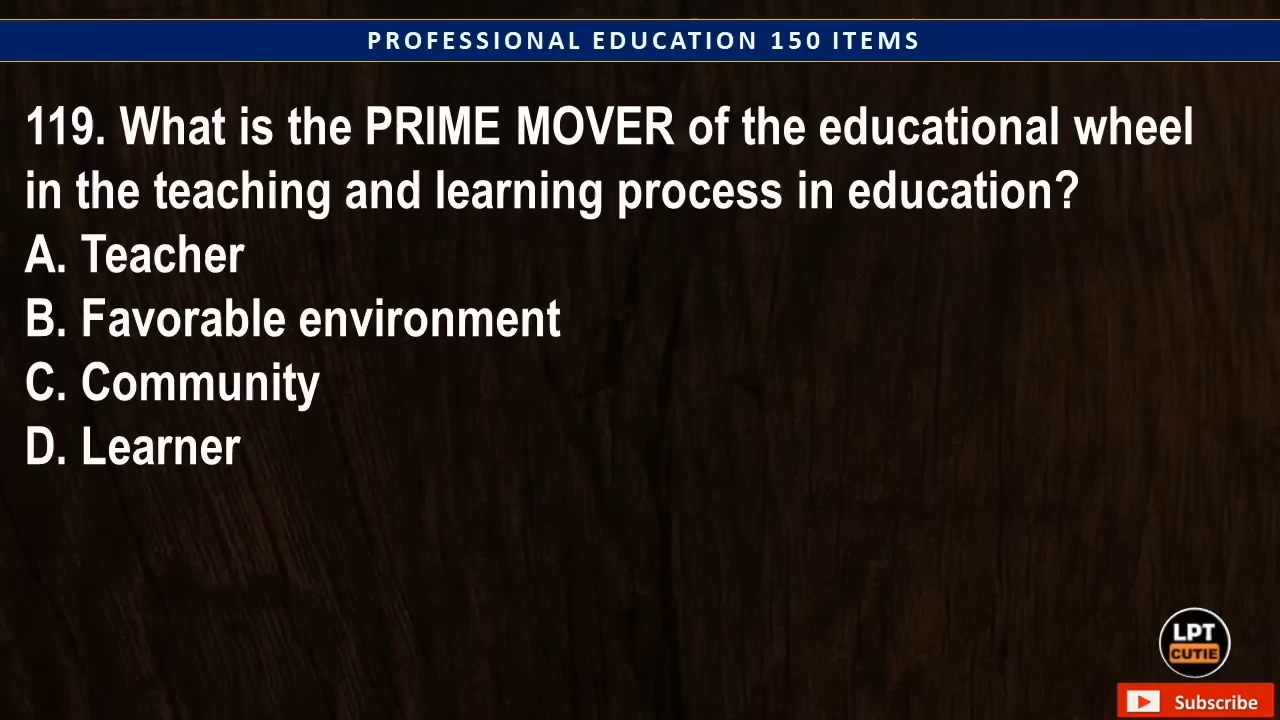 PROFESSIONAL EDUCATION 150 ITEMS
119. What is the PRIME MOVER of the educational wheel
in the teaching and learning process in education?
A. Teacher
B. Favorable environment
C. Community
D. Learner
LPT
CUTIE
Subscribe